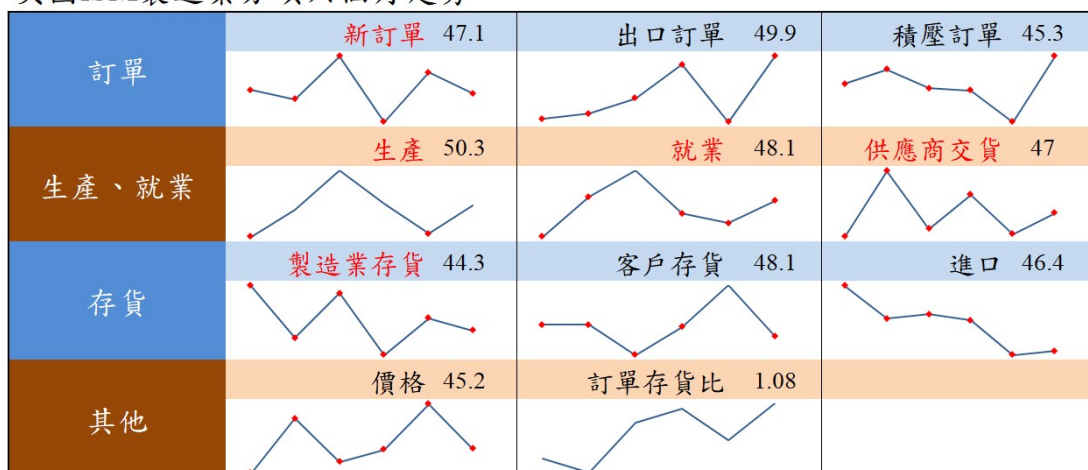 訂單
新訂單 47.1
出口訂單 49.9
積壓訂單 45.3
生產、就業
生產 50.3
就業 48.1
供應商交貨 47
存貨
製造業存貨 44.3
客戶存貨 48.1
進口 46.4
其他
價格 45.2
訂單存貨比 1.08